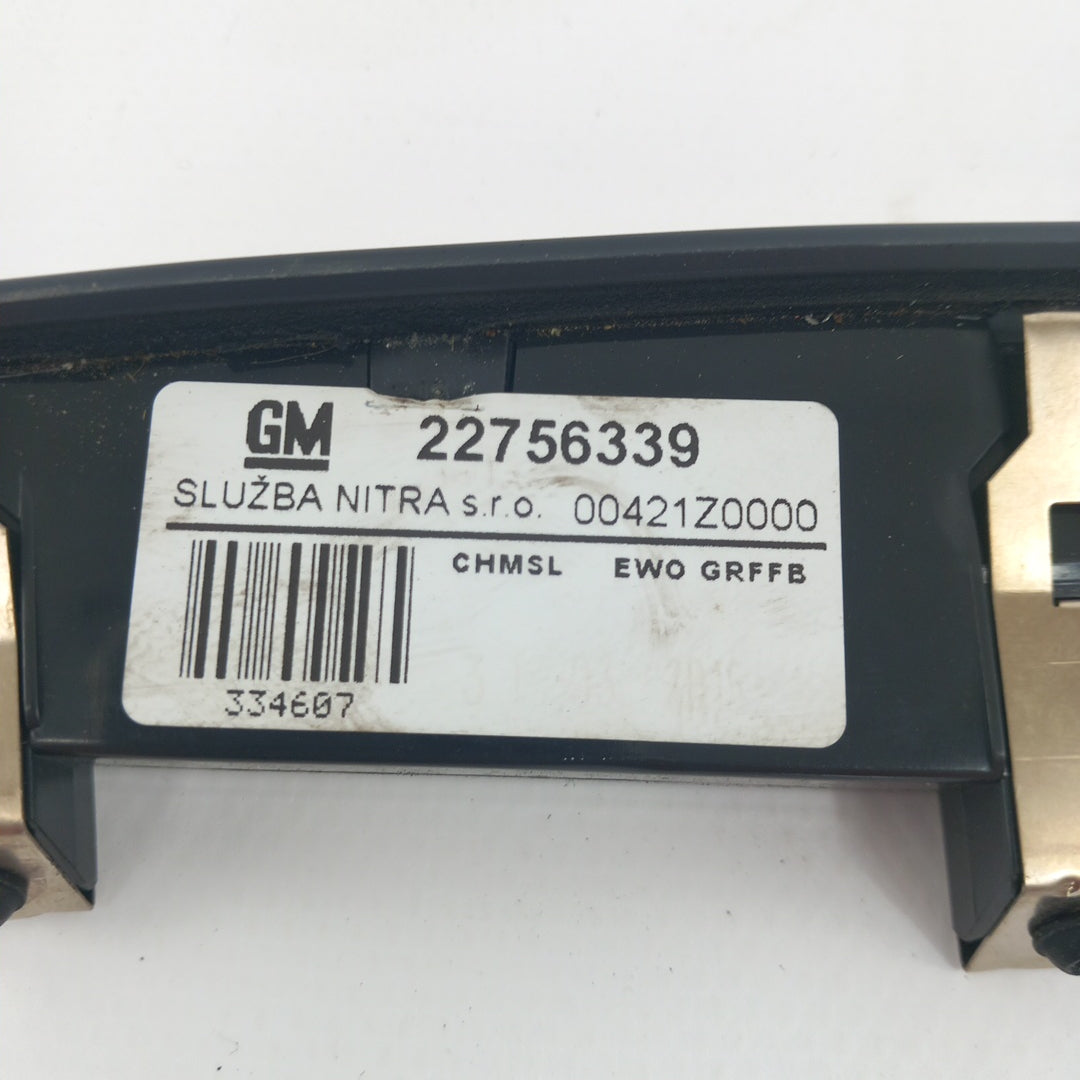 GM 22756339
SLUŽBA NITRA s.r.o. 00421Z0000
CHMSL EWO GRFFB
334607